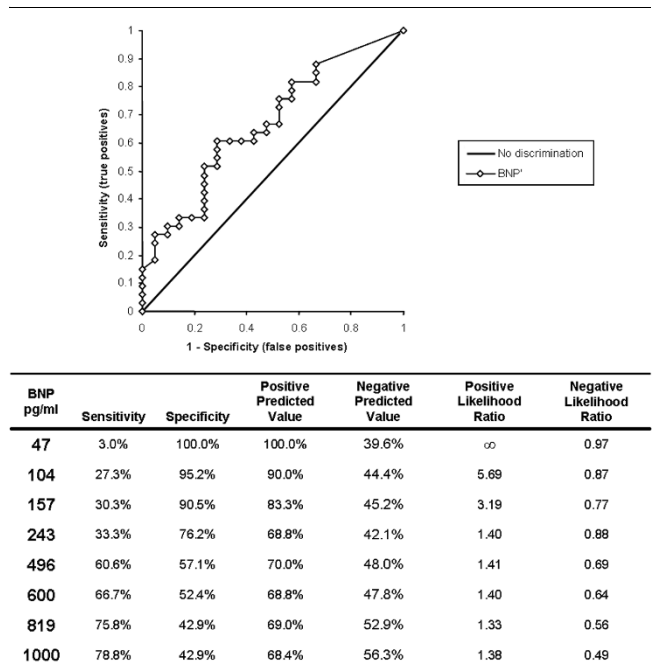 1
0.9
0.8
0.7
0.6
0.5
0.4
0.3
0.2
0.1
0
Sensitivity (true positives)
0 0.2 0.4 0.6 0.8 1
1 - Specificity (false positives)
No discrimination
BNP'
BNP pg/ml Sensitivity Specificity Positive Predicted Value Negative Predicted Value Positive Likelihood Ratio Negative Likelihood Ratio
47 3.0% 100.0% 100.0% 39.6% ∞ 0.97
104 27.3% 95.2% 90.0% 44.4% 5.69 0.87
157 30.3% 90.5% 83.3% 45.2% 3.19 0.77
243 33.3% 76.2% 68.8% 42.1% 1.40 0.88
496 60.6% 57.1% 70.0% 48.0% 1.41 0.69
600 66.7% 52.4% 68.8% 47.8% 1.40 0.64
819 75.8% 42.9% 69.0% 52.9% 1.33 0.56
1000 78.8% 42.9% 68.4% 56.3% 1.38 0.49